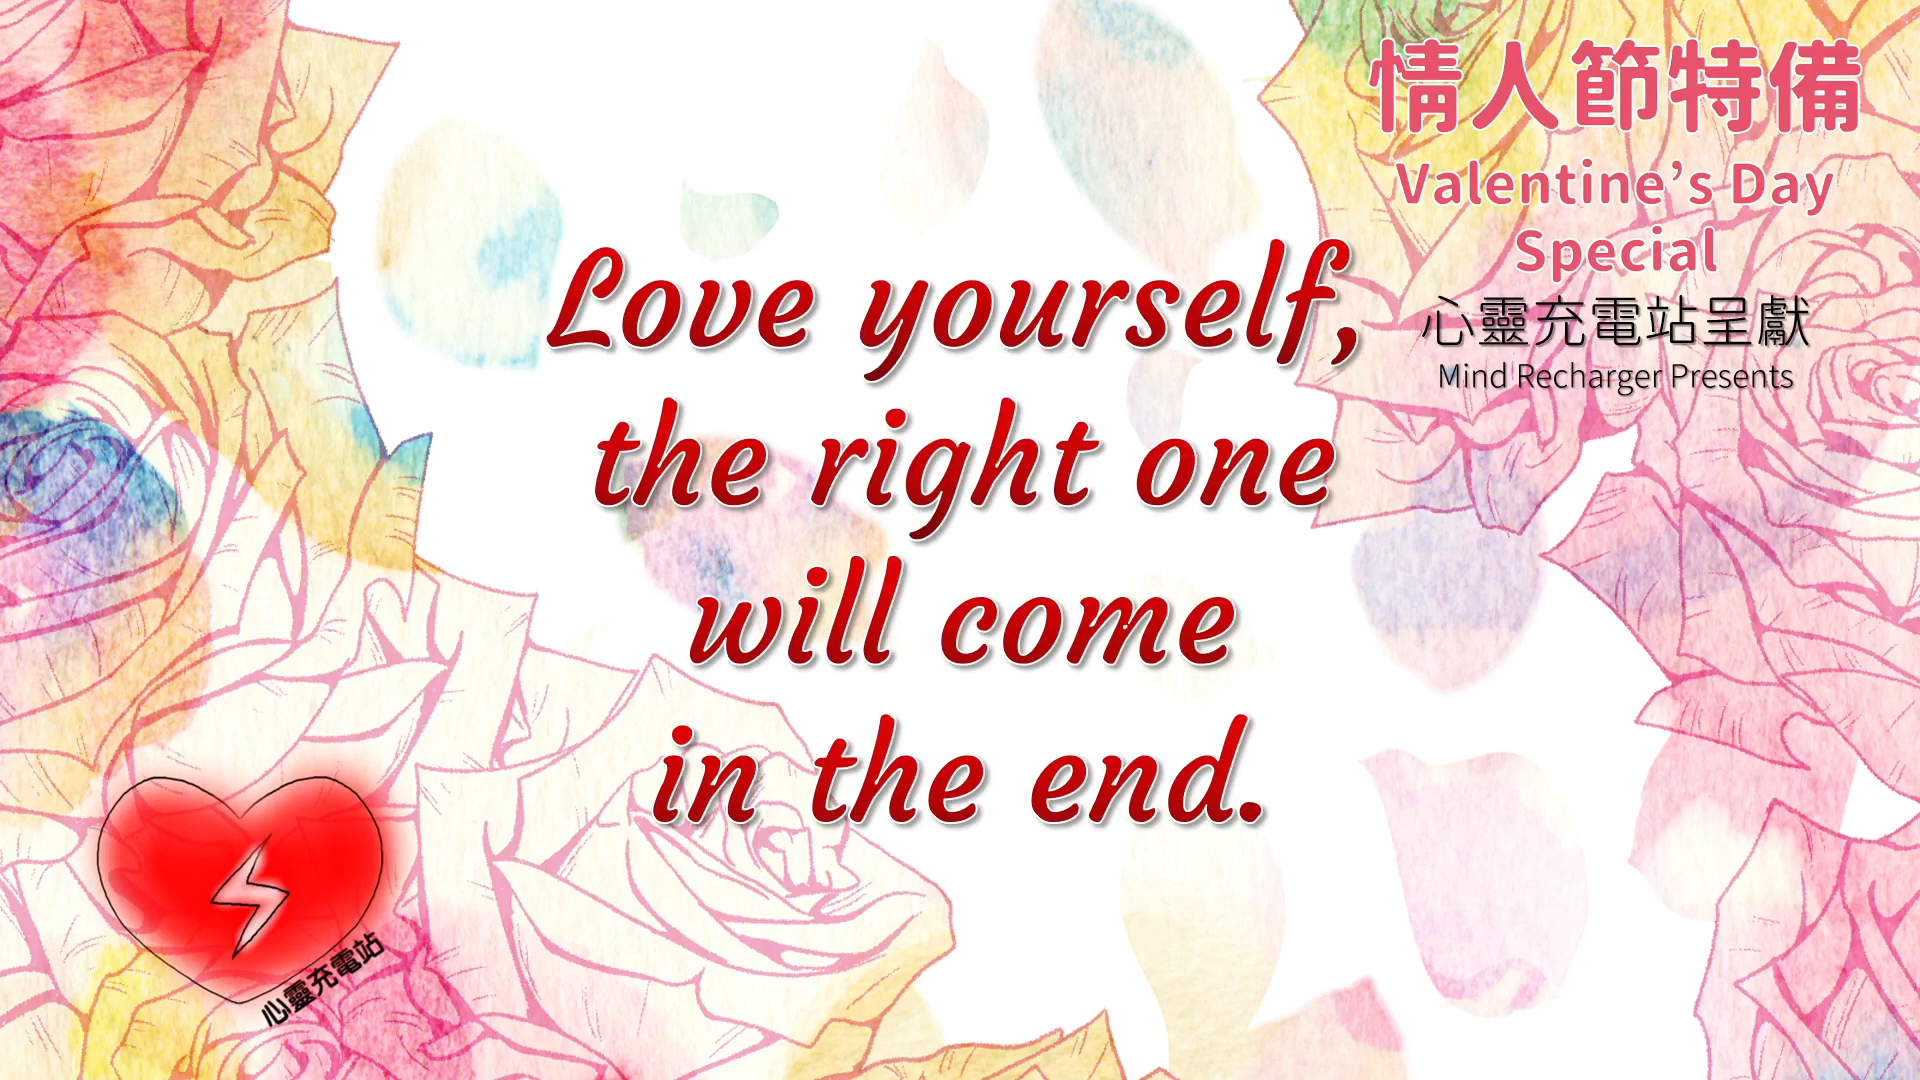 情人節特備
Valentine’s Day
Special
心靈充電站呈獻
Mind Recharger Presents
Love yourself,
the right one
will come
in the end.
心靈充電站